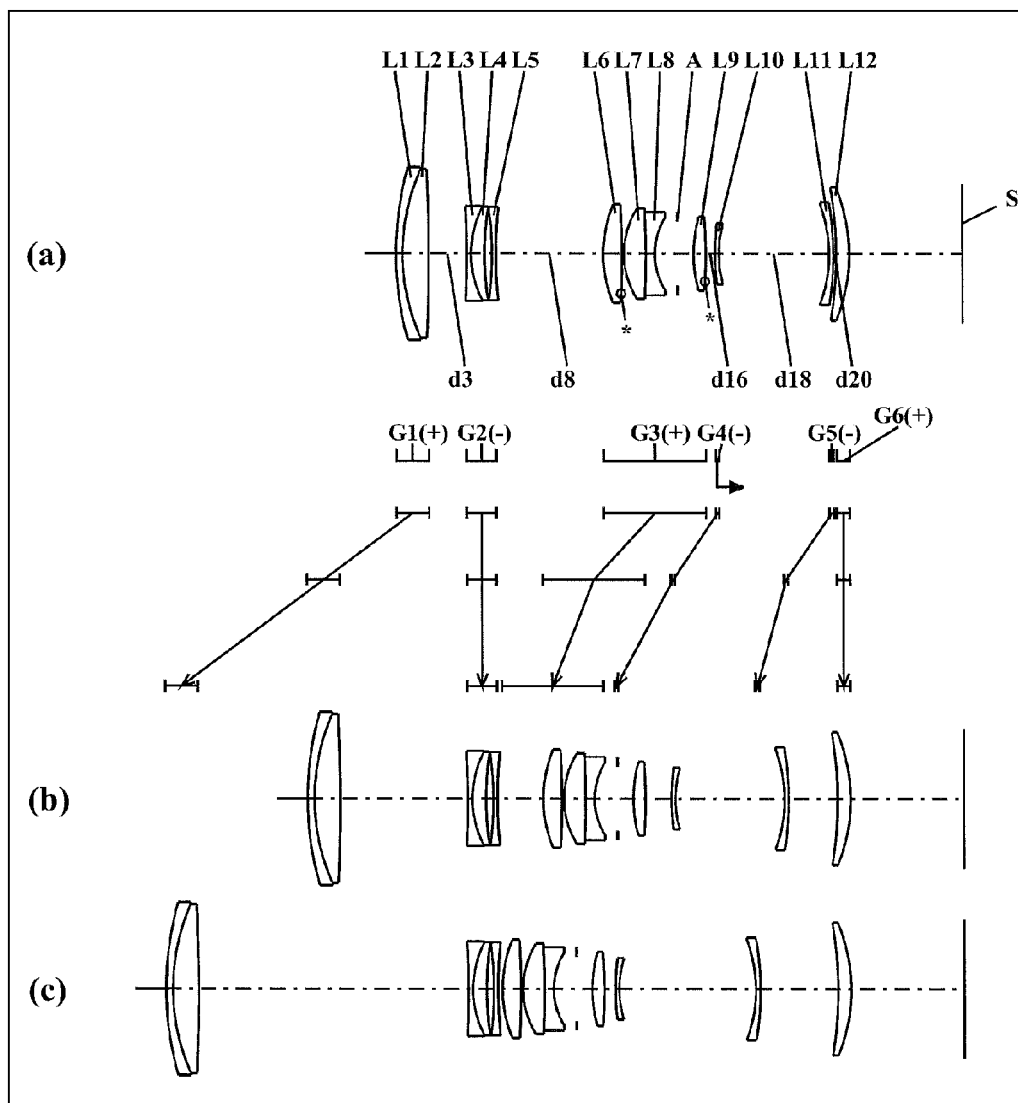 L1 L2 L3 L4 L5 L6 L7 L8 A L9 L10 L11 L12
S
(a)
* *
d3 d8 d16 d18 d20
G6(+)
G1(+) G2(-) G3(+) G4(-) G5(-)
(b)
(c)